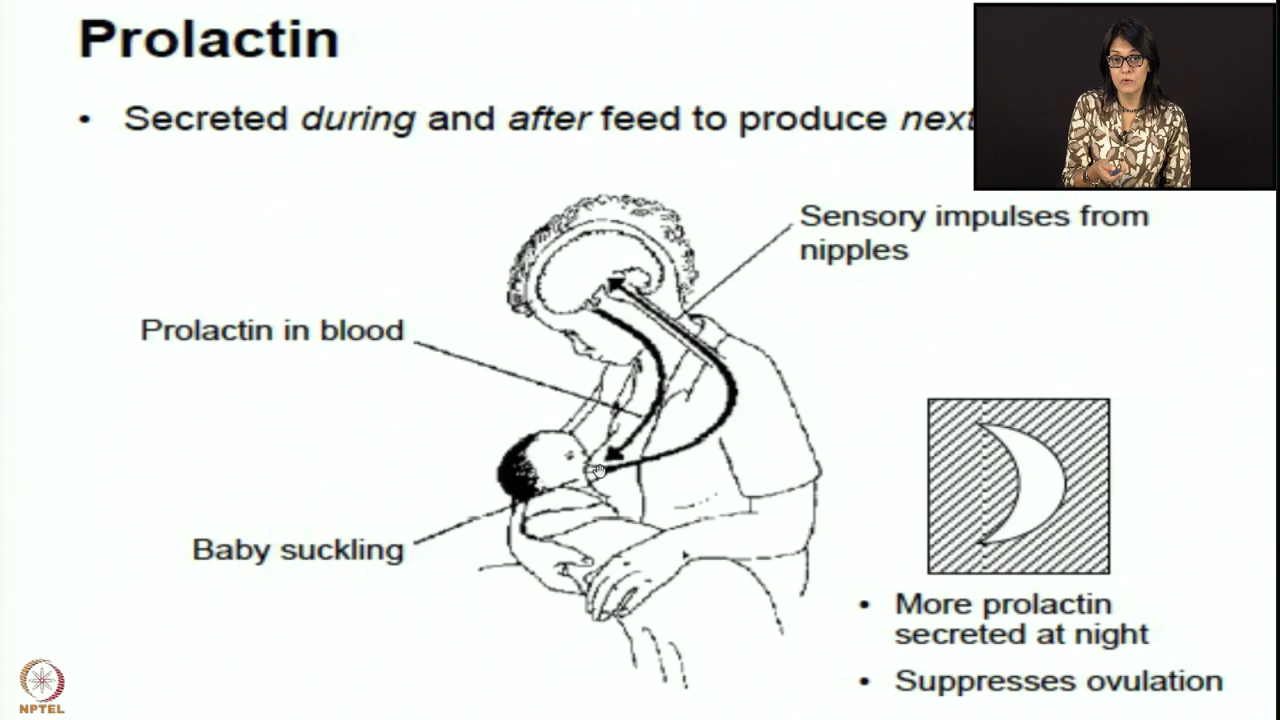 Prolactin
• Secreted during and after feed to produce next
Sensory impulses from
nipples
Prolactin in blood
Baby suckling
• More prolactin
secreted at night
• Suppresses ovulation
NPTEL